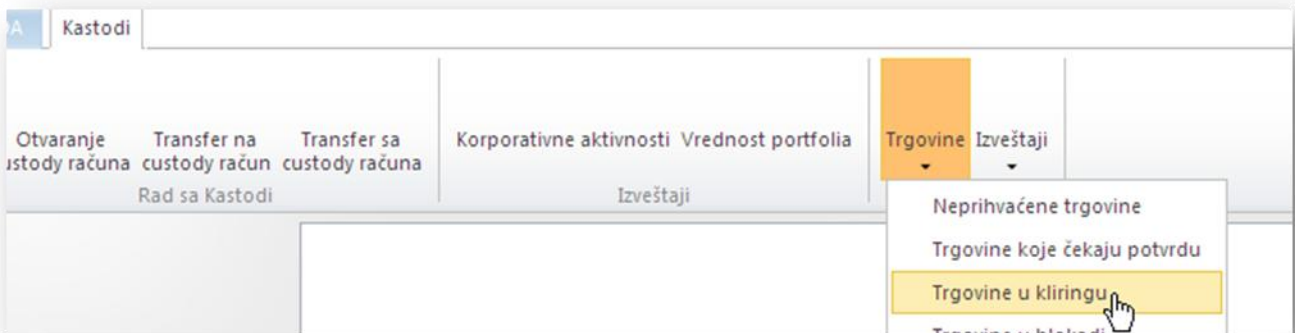 Kastodi
Otvaranje Transfer na Transfer sa Korporativne aktivnosti Vrednost portfolia Trgovine Izveštaji
računa custody račun custody računa
Rad sa Kastodi Izveštaji
Neprihvaćene trgovine
Trgovine koje čekaju potvrdu
Trgovine u kliringu